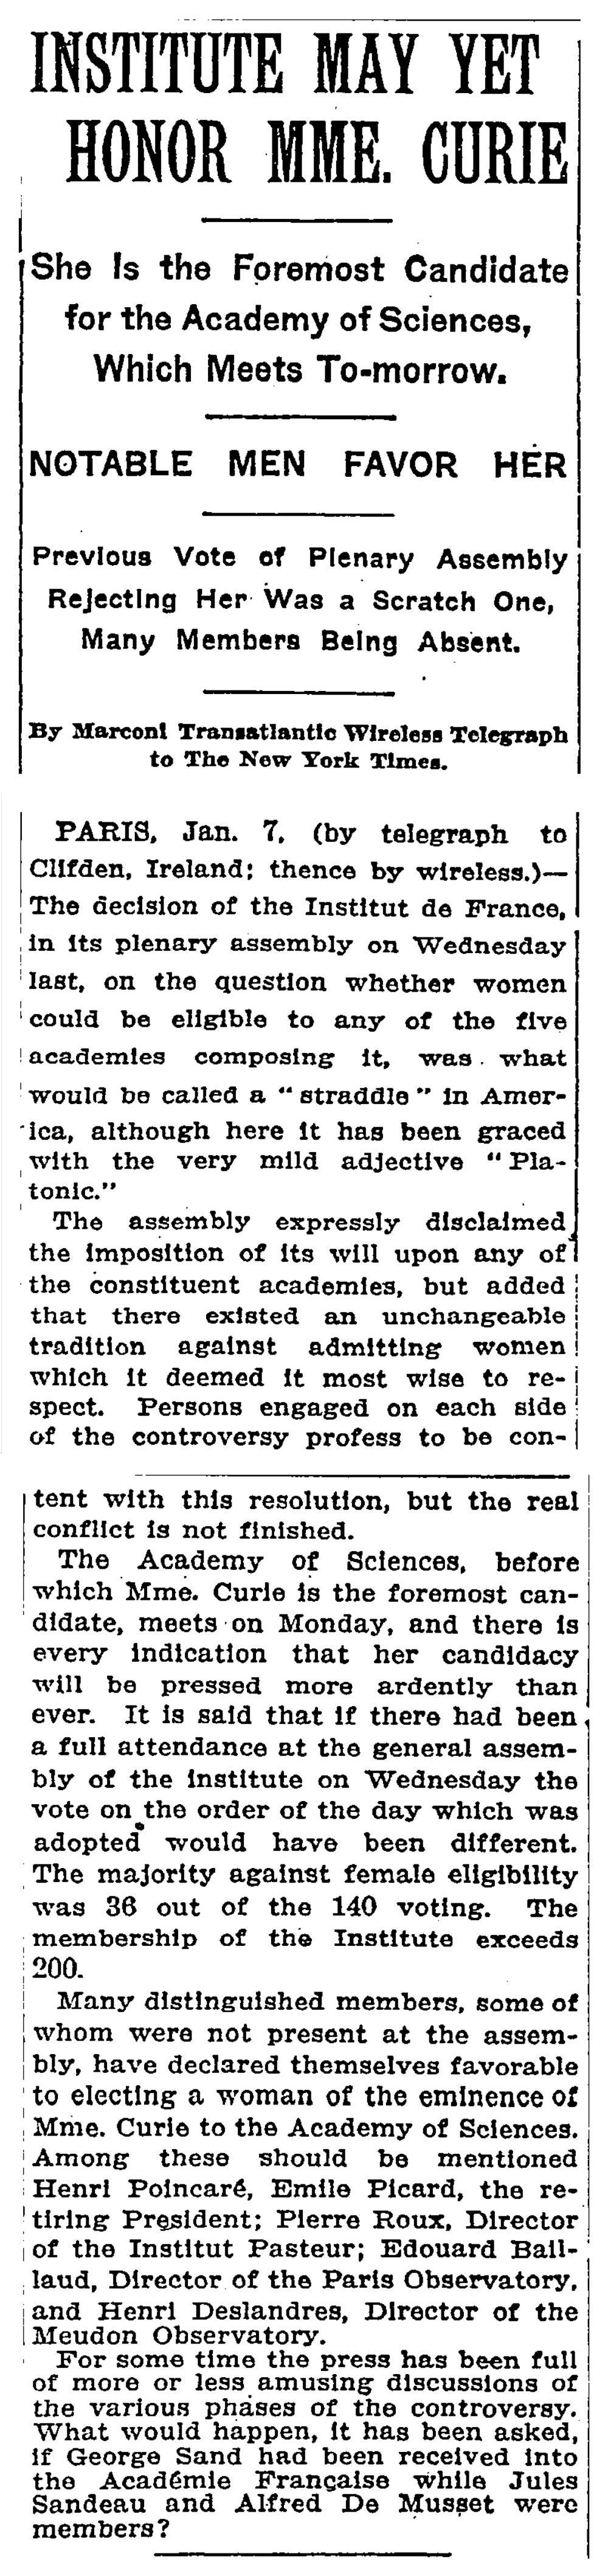 INSTITUTE MAY YET
HONOR MME. CURIE
She Is the Foremost Candidate
for the Academy of Sciences,
Which Meets To-morrow.
NOTABLE MEN FAVOR HER
Previous Vote of Plenary Assembly
Rejecting Her Was a Scratch One,
Many Members Being Absent.
By Marconi Transatlantic Wireless Telegraph
to The New York Times.
PARIS, Jan. 7, (by telegraph to
Clifden, Ireland; thence by wireless.)—
The decision of the Institut de France,
in its plenary assembly on Wednesday
last, on the question whether women
could be eligible to any of the five
academies composing it, was what
would be called a "straddle" in Amer-
ica, although here it has been graced
with the very mild adjective "Pla-
tonic."
The assembly expressly disclaimed
the imposition of its will upon any of
the constituent academies, but added
that there existed an unchangeable
tradition against admitting women
which it deemed it most wise to re-
spect. Persons engaged on each side
of the controversy profess to be con-
tent with this resolution, but the real
conflict is not finished.
The Academy of Sciences, before
which Mme. Curie is the foremost can-
didate, meets on Monday, and there is
every indication that her candidacy
will be pressed more ardently than
ever. It is said that if there had been
a full attendance at the general assem-
bly of the institute on Wednesday the
vote on the order of the day which was
adopted would have been different.
The majority against female eligibility
was 36 out of the 140 voting. The
membership of the Institute exceeds
200.
Many distinguished members, some of
whom were not present at the assem-
bly, have declared themselves favorable
to electing a woman of the eminence of
Mme. Curie to the Academy of Sciences.
Among these should be mentioned
Henri Poincaré, Emile Picard, the re-
tiring President; Pierre Roux, Director
of the Institut Pasteur; Edouard Bail-
laud, Director of the Paris Observatory,
and Henri Deslandres, Director of the
Meudon Observatory.
For some time the press has been full
of more or less amusing discussions of
the various phases of the controversy.
What would happen, it has been asked,
if George Sand had been received into
the Académie Française while Jules
Sandeau and Alfred De Musset were
members?